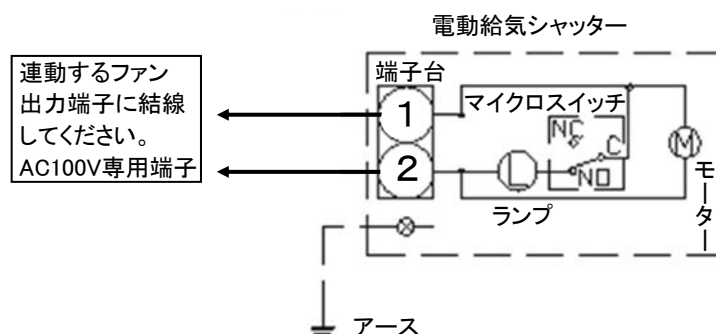 電動給気シャッター
連動するファン
出力端子に結線
してください。
AC100V専用端子
端子台
1
2
マイクロスイッチ
NC
C
NO
L
ランプ
M
モーター
アース